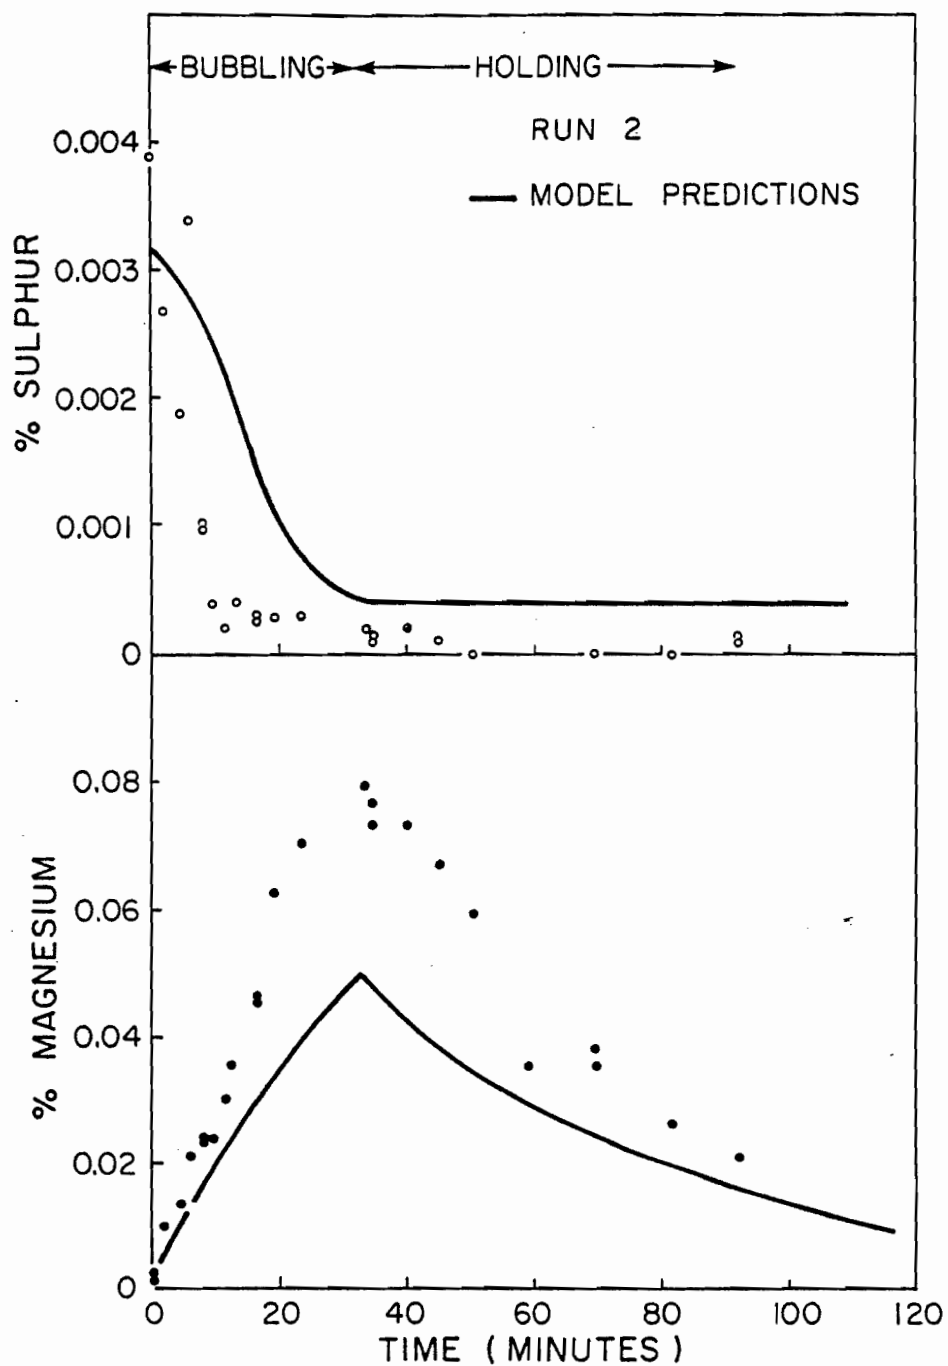 BUBBLING HOLDING
RUN 2
MODEL PREDICTIONS
% SULPHUR
0.004
0.003
0.002
0.001
0
% MAGNESIUM
0.08
0.06
0.04
0.02
0
0 20 40 60 80 100 120
TIME (MINUTES)